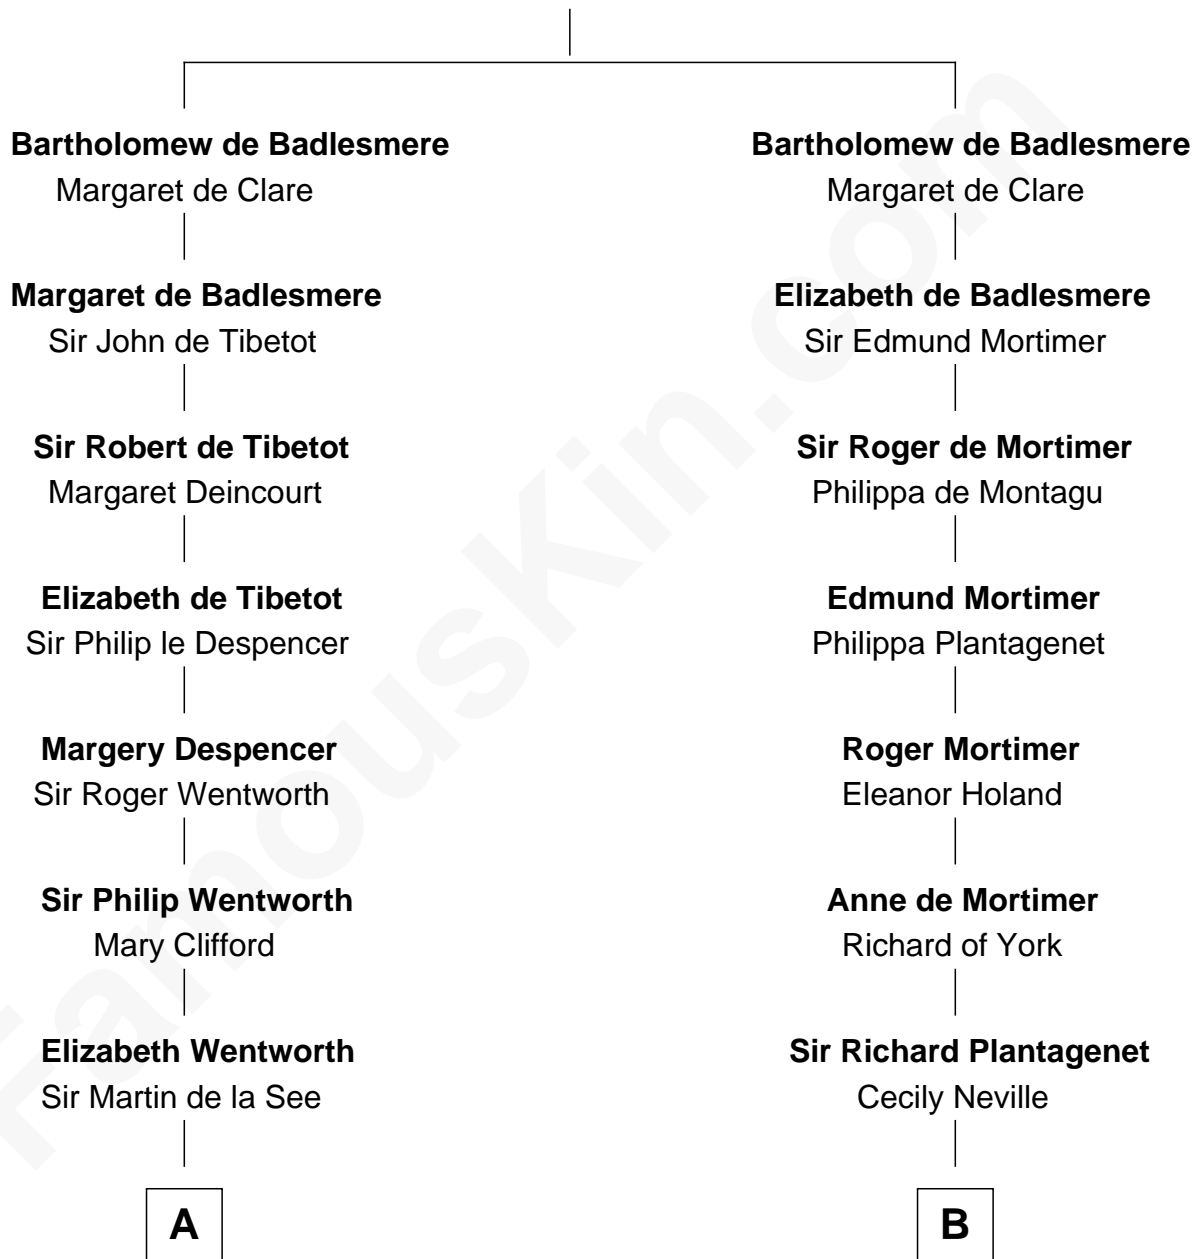 Bartholomew de Badlesmere
Margaret de Clare
Margaret de Badlesmere
Sir John de Tibetot
Sir Robert de Tibetot
Margaret Deincourt
Elizabeth de Tibetot
Sir Philip le Despencer
Margery Despencer
Sir Roger Wentworth
Sir Philip Wentworth
Mary Clifford
Elizabeth Wentworth
Sir Martin de la See
A
Bartholomew de Badlesmere
Margaret de Clare
Elizabeth de Badlesmere
Sir Edmund Mortimer
Sir Roger de Mortimer
Philippa de Montagu
Edmund Mortimer
Philippa Plantagenet
Roger Mortimer
Eleanor Holand
Anne de Mortimer
Richard of York
Sir Richard Plantagenet
Cecily Neville
B
FamousKin.com